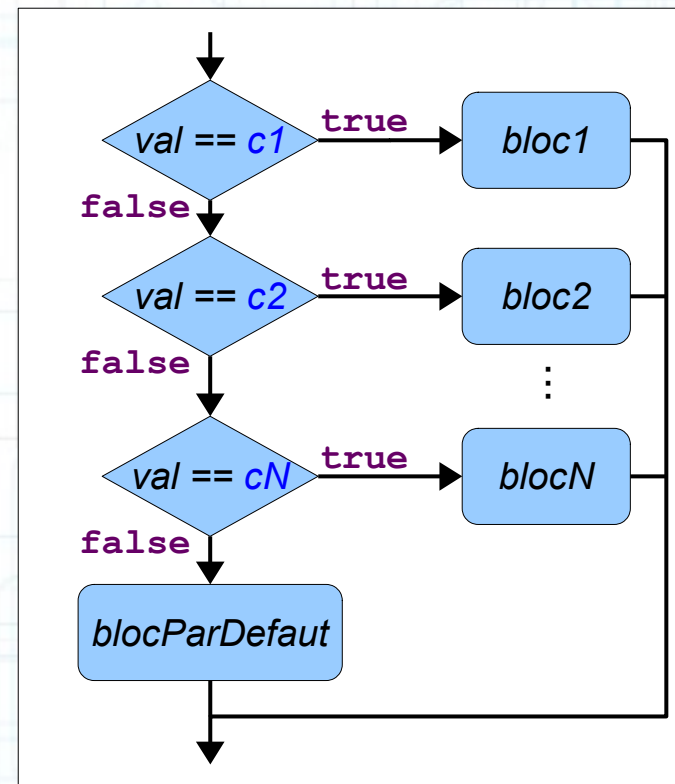 val == c1
true
bloc1
false
val == c2
true
bloc2
false
⋮
val == cN
true
blocN
false
blocParDefaut